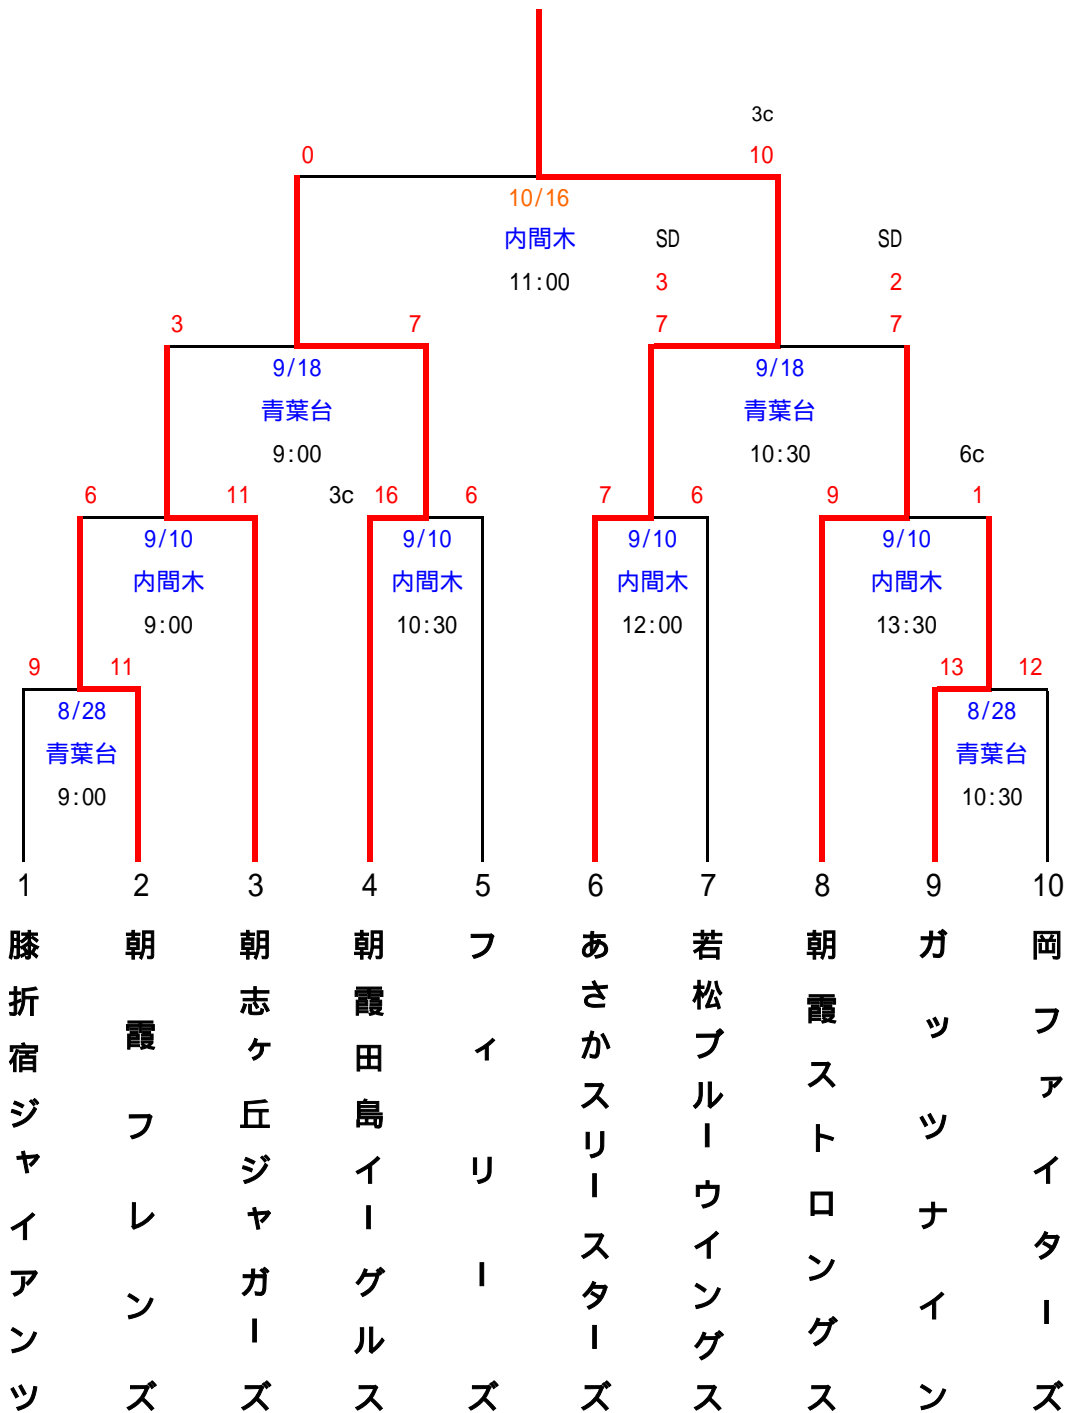 3c
0 10
10/16
内間木 SD SD
11:00 3 2
3 7 7 7
9/18 9/18
青葉台 青葉台
9:00 10:30 6c
6 11 3c 16 6 7 6 9 1
9/10 9/10 9/10 9/10
内間木 内間木 内間木 内間木
9:00 10:30 12:00 13:30
9 11 13 12
8/28 8/28
青葉台 青葉台
9:00 10:30
1 2 3 4 5 6 7 8 9 10
膝折宿ジャイアンツ
朝霞フレンズ
朝志ヶ丘ジャガーズ
朝霞田島イーグルス
フィリーズ
あさかスリースターズ
若松ブルーウイングス
朝霞ストロングス
ガッツナイン
岡ファイターズ